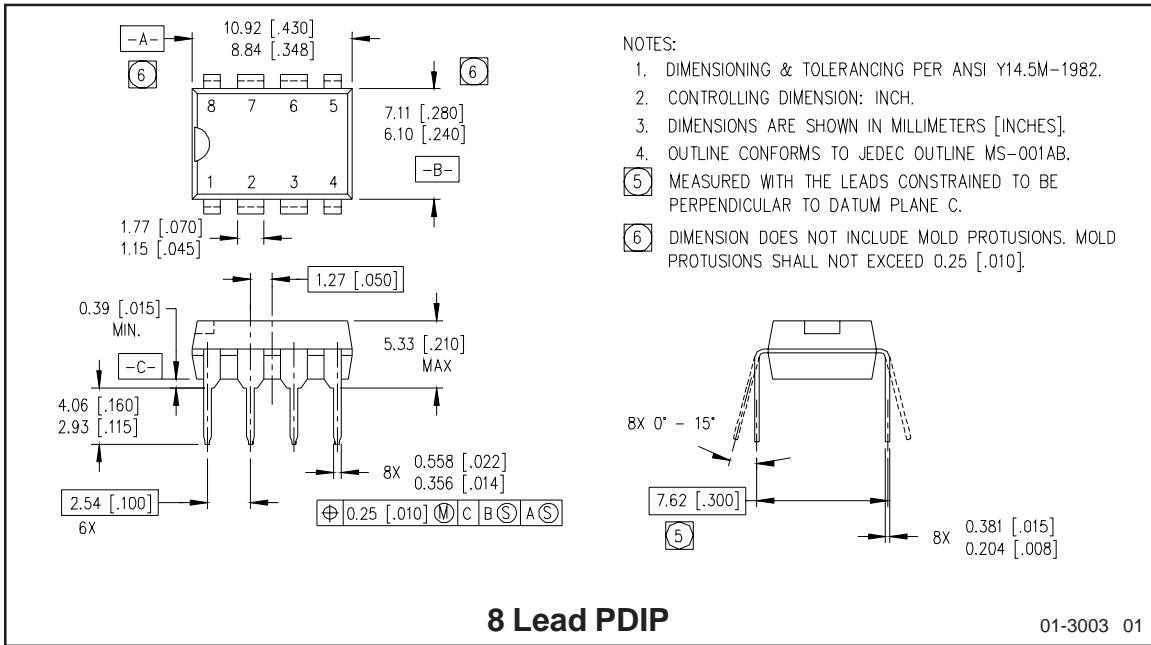 -A-
10.92 [.430]
8.84 [.348]
6
6
8 7 6 5
1 2 3 4
7.11 [.280]
6.10 [.240]
-B-
1.77 [.070]
1.15 [.045]
1.27 [.050]
0.39 [.015]
MIN.
-C-
5.33 [.210]
MAX
4.06 [.160]
2.93 [.115]
2.54 [.100]
6X
8X 0.558 [.022]
0.356 [.014]
⌖ 0.25 [.010] Ⓜ C B Ⓢ A Ⓢ
NOTES:
1. DIMENSIONING & TOLERANCING PER ANSI Y14.5M-1982.
2. CONTROLLING DIMENSION: INCH.
3. DIMENSIONS ARE SHOWN IN MILLIMETERS [INCHES].
4. OUTLINE CONFORMS TO JEDEC OUTLINE MS-001AB.
5 MEASURED WITH THE LEADS CONSTRAINED TO BE
PERPENDICULAR TO DATUM PLANE C.
6 DIMENSION DOES NOT INCLUDE MOLD PROTUSIONS. MOLD
PROTUSIONS SHALL NOT EXCEED 0.25 [.010].
8X 0° - 15°
7.62 [.300]
5
8X 0.381 [.015]
0.204 [.008]
8 Lead PDIP
01-3003 01